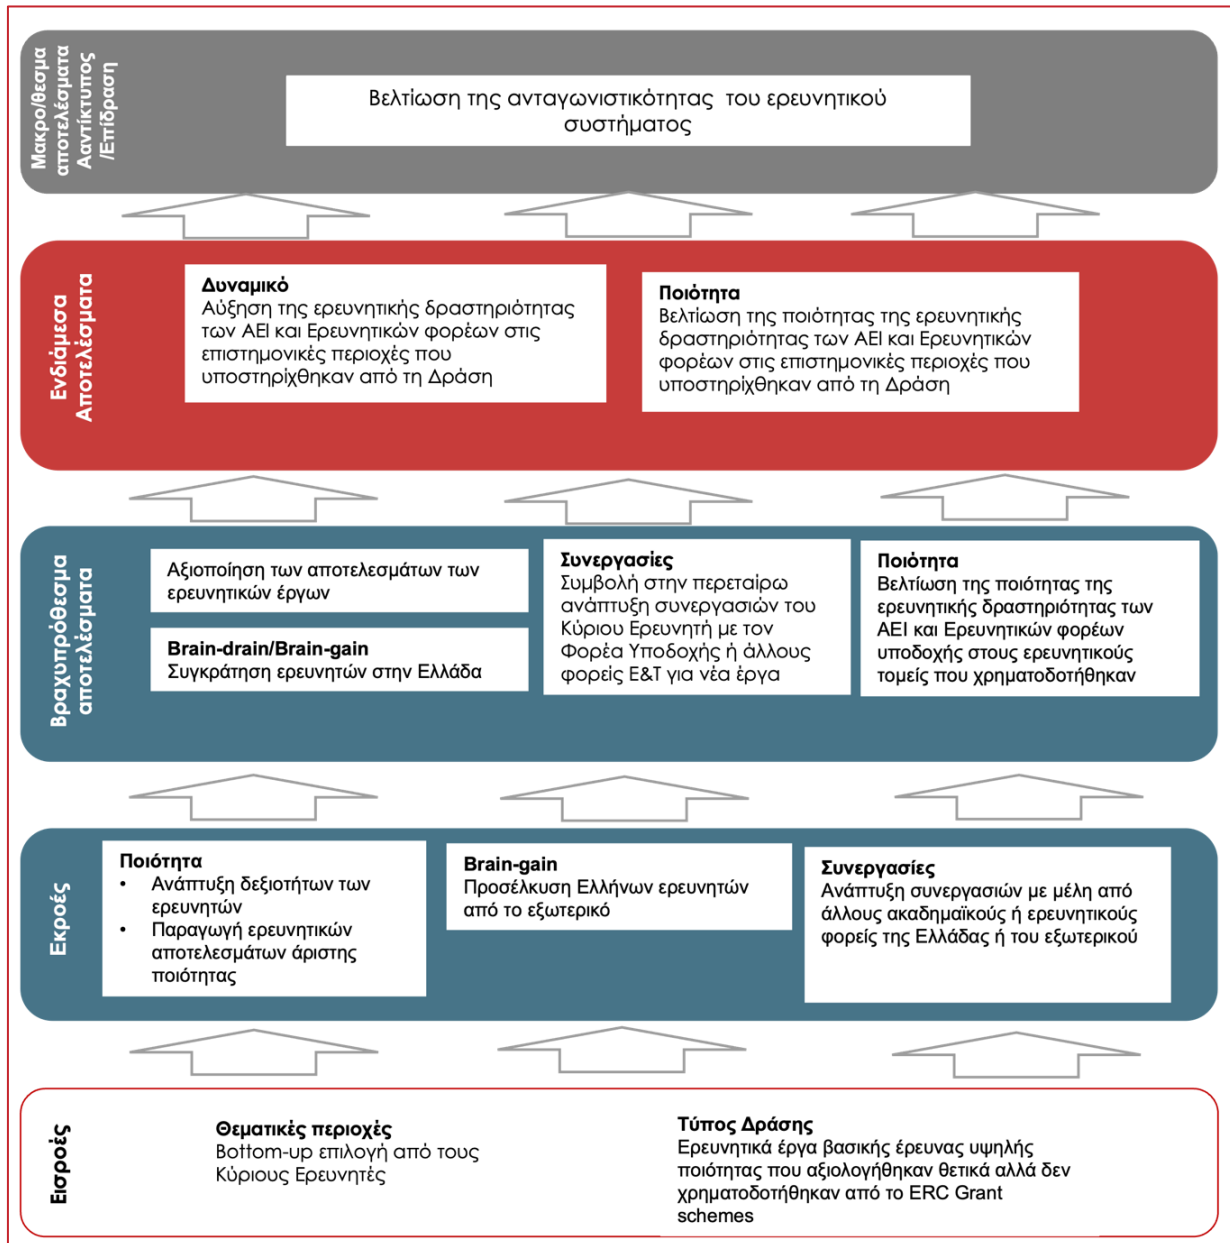 Μακρο/θεσμα
αποτελέσματα
Ααντίκτυπος
/Επίδραση
Βελτίωση της ανταγωνιστικότητας του ερευνητικού
συστήματος
Ενδιάμεσα
Αποτελέσματα
Δυναμικό
Αύξηση της ερευνητικής δραστηριότητας
των ΑΕΙ και Ερευνητικών φορέων στις
επιστημονικές περιοχές που
υποστηρίχθηκαν από τη Δράση
Ποιότητα
Βελτίωση της ποιότητας της ερευνητικής
δραστηριότητας των ΑΕΙ και Ερευνητικών
φορέων στις επιστημονικές περιοχές που
υποστηρίχθηκαν από τη Δράση
Βραχυπρόθεσμα
αποτελέσματα
Αξιοποίηση των αποτελεσμάτων των
ερευνητικών έργων
Brain-drain/Brain-gain
Συγκράτηση ερευνητών στην Ελλάδα
Συνεργασίες
Συμβολή στην περεταίρω
ανάπτυξη συνεργασιών του
Κύριου Ερευνητή με τον
Φορέα Υποδοχής ή άλλους
φορείς Ε&Τ για νέα έργα
Ποιότητα
Βελτίωση της ποιότητας της
ερευνητικής δραστηριότητας των
ΑΕΙ και Ερευνητικών φορέων
υποδοχής στους ερευνητικούς
τομείς που χρηματοδοτήθηκαν
Εκροές
Ποιότητα
• Ανάπτυξη δεξιοτήτων των
ερευνητών
• Παραγωγή ερευνητικών
αποτελεσμάτων άριστης
ποιότητας
Brain-gain
Προσέλκυση Ελλήνων ερευνητών
από το εξωτερικό
Συνεργασίες
Ανάπτυξη συνεργασιών με μέλη από
άλλους ακαδημαϊκούς ή ερευνητικούς
φορείς της Ελλάδας ή του εξωτερικού
Εισροές
Θεματικές περιοχές
Bottom-up επιλογή από τους
Κύριους Ερευνητές
Τύπος Δράσης
Ερευνητικά έργα βασικής έρευνας υψηλής
ποιότητας που αξιολογήθηκαν θετικά αλλά δεν
χρηματοδοτήθηκαν από το ERC Grant
schemes